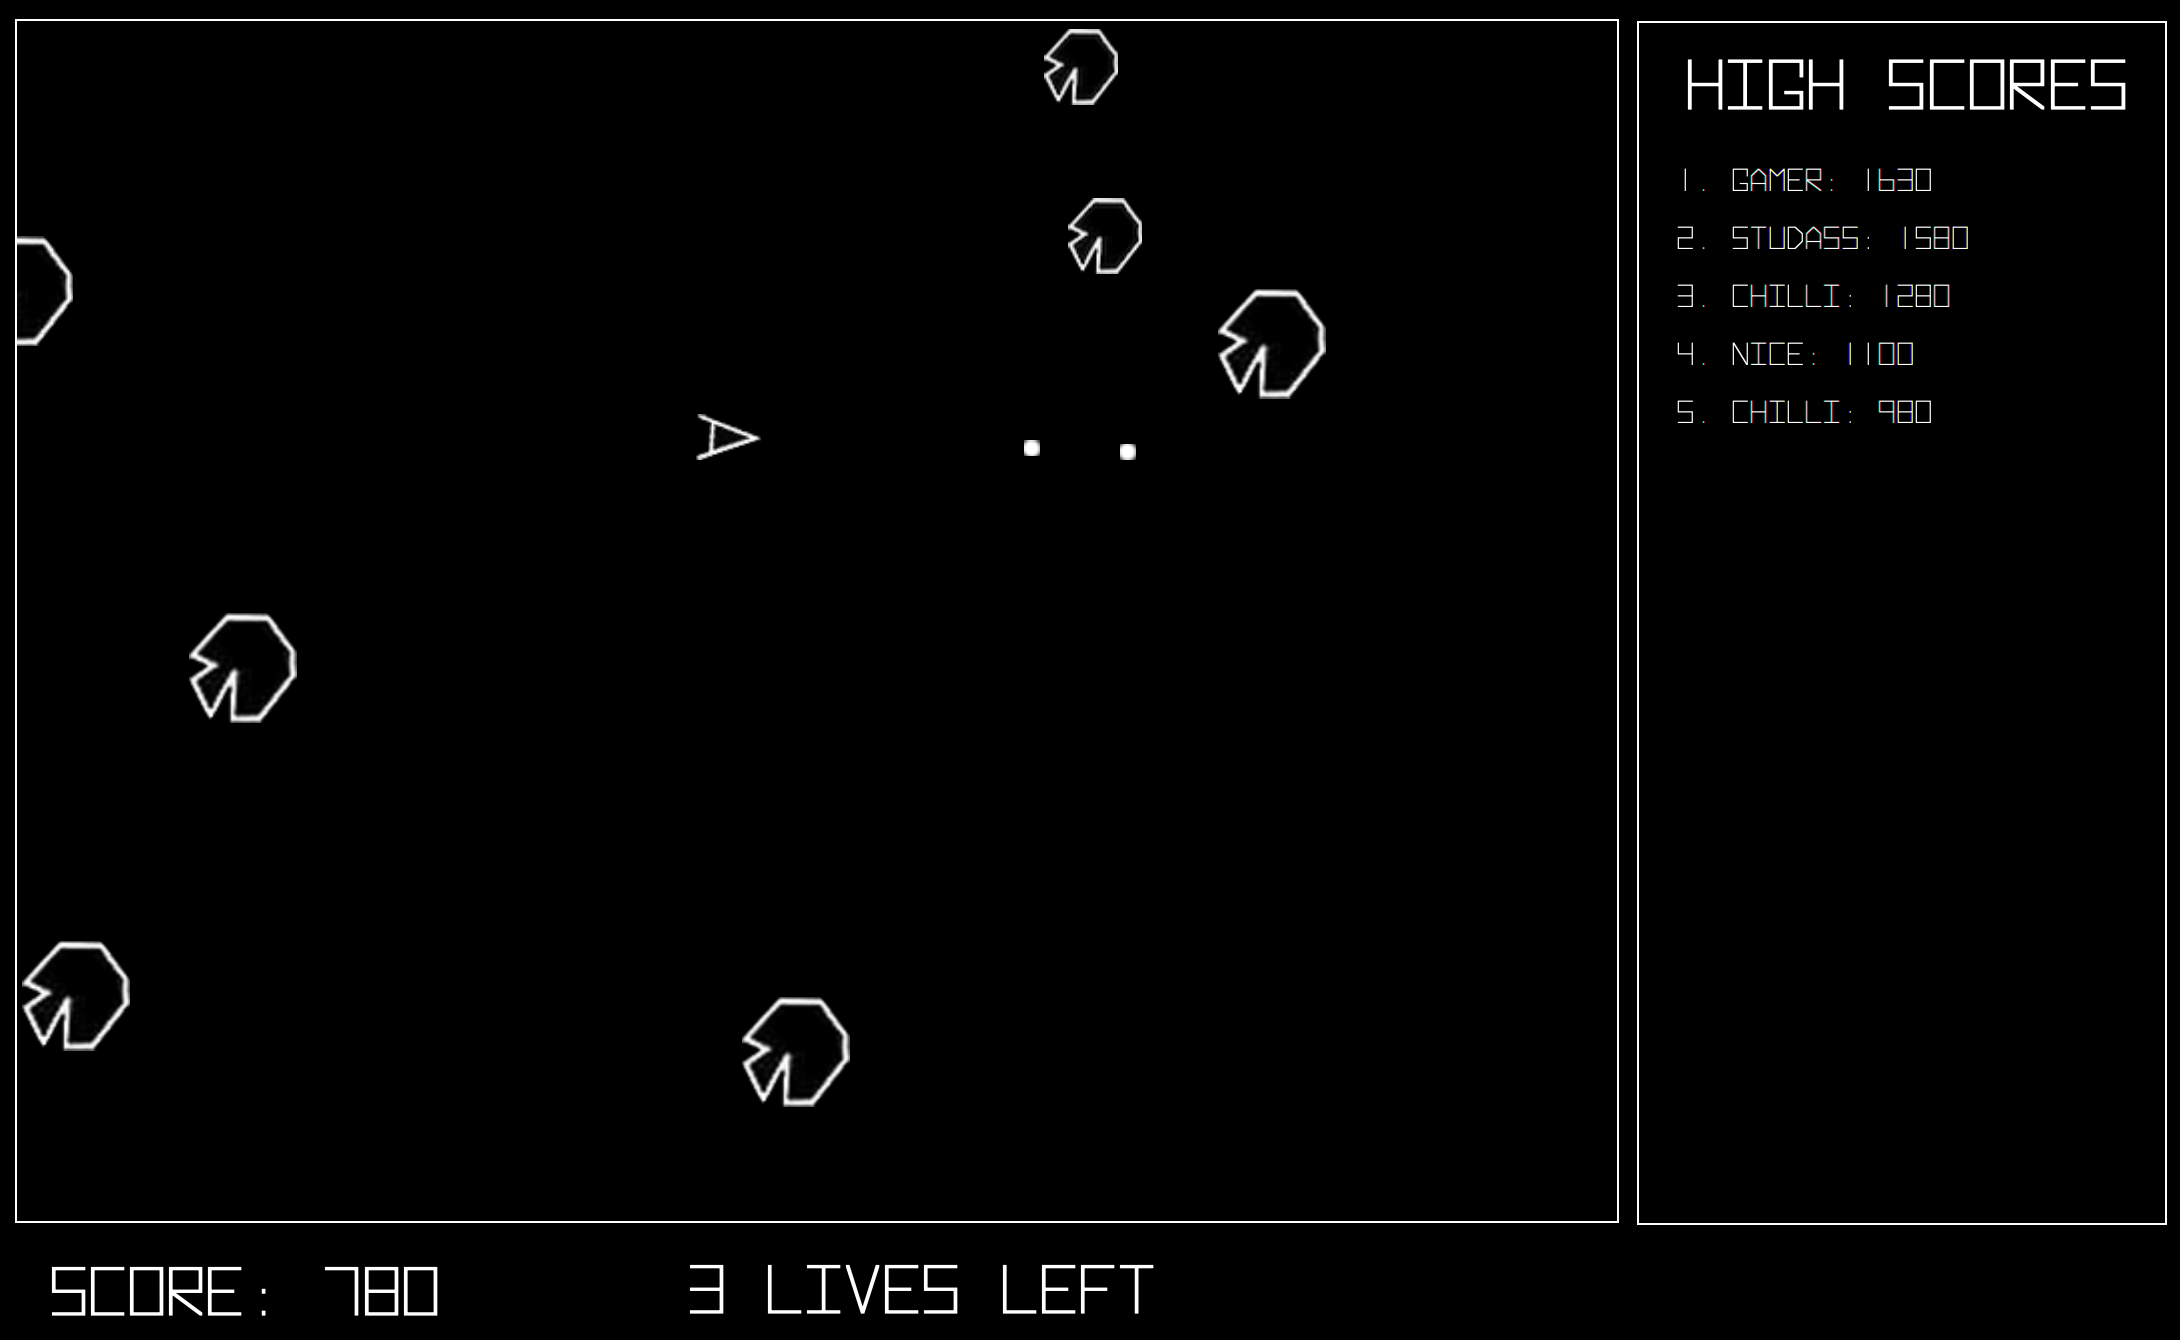 HIGH SCORES
1. GAMER: 1630
2. STUDASS: 1580
3. CHILLI: 1280
4. NICE: 1100
5. CHILLI: 980
SCORE: 780
3 LIVES LEFT